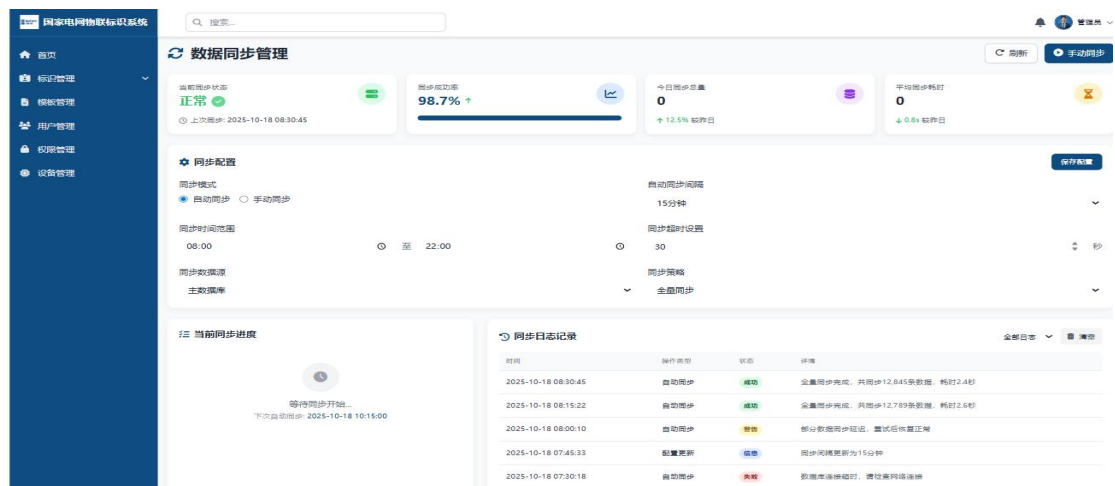 国家电网物联标识系统
搜索...
管理员
首页
标识管理
模板管理
用户管理
权限管理
设备管理
数据同步管理
刷新
手动同步
当前同步状态
正常
上次同步: 2025-10-18 08:30:45
同步成功率
98.7% ↑
今日同步总量
0
↑ 12.5% 较昨日
平均同步耗时
0
↓ 0.8s 较昨日
同步配置
保存配置
同步模式
自动同步 手动同步
自动同步间隔
15分钟
同步时间范围
08:00 至 22:00
同步超时设置
30 秒
同步数据源
主数据库
同步策略
全量同步
当前同步进度
等待同步开始...
下次自动同步: 2025-10-18 10:15:00
同步日志记录
全部日志
清空
时间 操作类型 状态 详情
2025-10-18 08:30:45 自动同步 成功 全量同步完成，共同步12,845条数据，耗时2.4秒
2025-10-18 08:15:22 自动同步 成功 全量同步完成，共同步12,789条数据，耗时2.6秒
2025-10-18 08:00:10 自动同步 警告 部分数据同步延迟，重试后恢复正常
2025-10-18 07:45:33 配置更新 信息 同步间隔更新为15分钟
2025-10-18 07:30:18 自动同步 失败 数据库连接超时，请检查网络连接